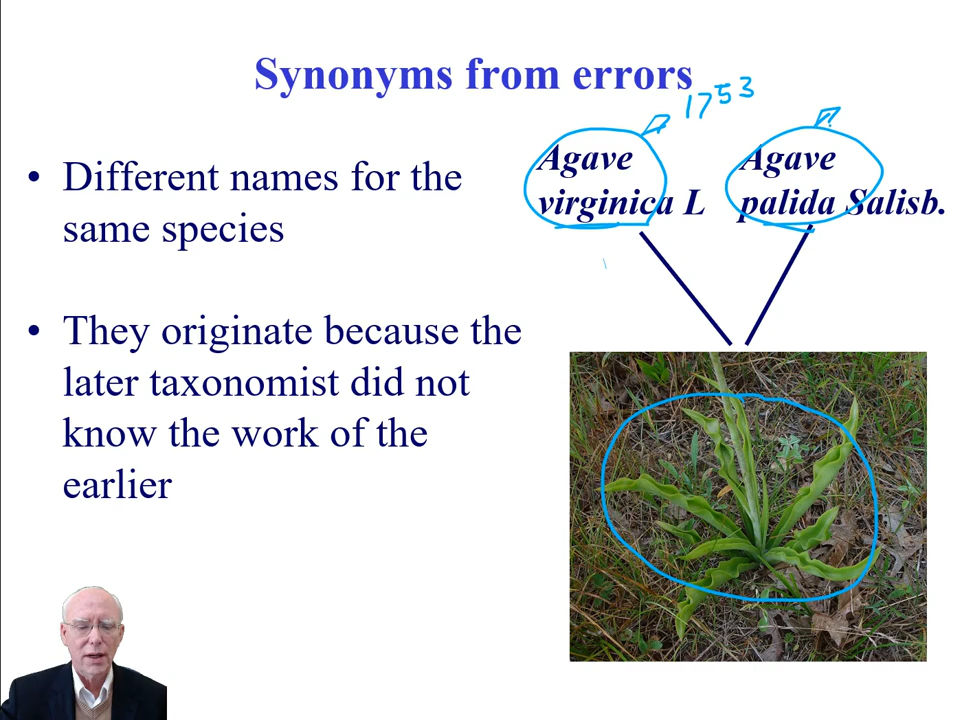 Synonyms from errors
1753
• Different names for the
same species
• They originate because the
later taxonomist did not
know the work of the
earlier
Agave
virginica L
Agave
palida Salisb.